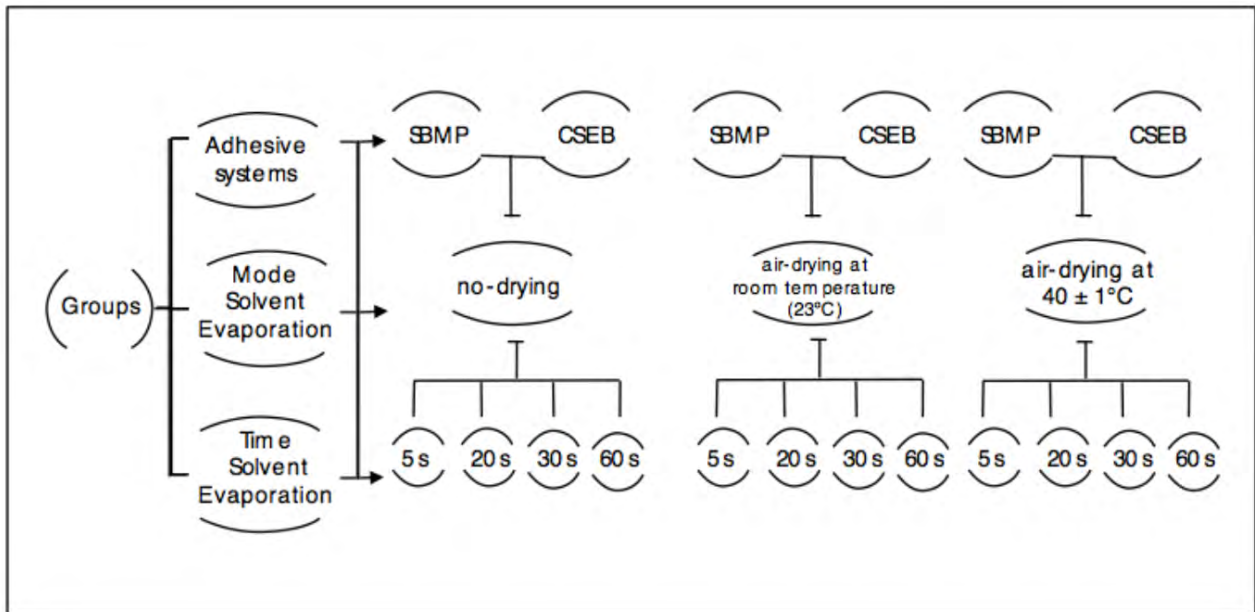 Groups
Adhesive
systems
Mode
Solvent
Evaporation
Time
Solvent
Evaporation
SBMP
CSEB
SBMP
CSEB
SBMP
CSEB
no-drying
air-drying at
room temperature
(23°C)
air-drying at
40 ± 1°C
5 s
20 s
30 s
60 s
5 s
20 s
30 s
60 s
5 s
20 s
30 s
60 s